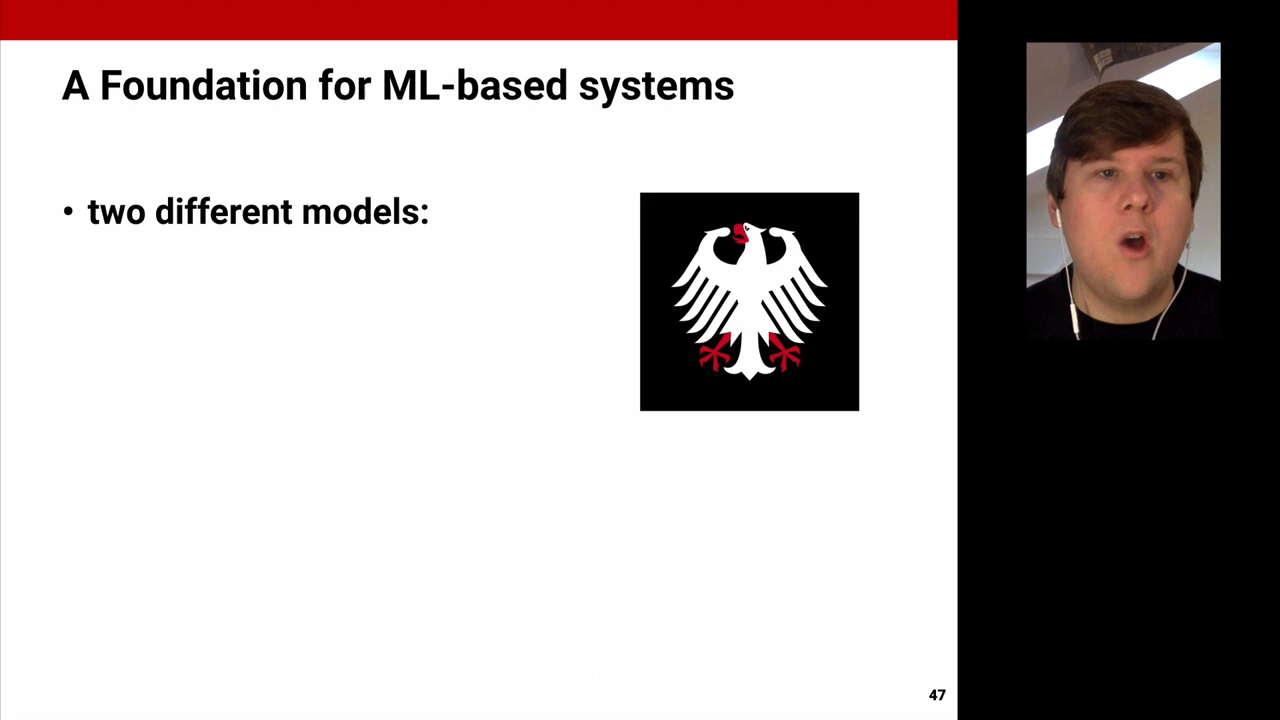 A Foundation for ML-based systems
• two different models:
47